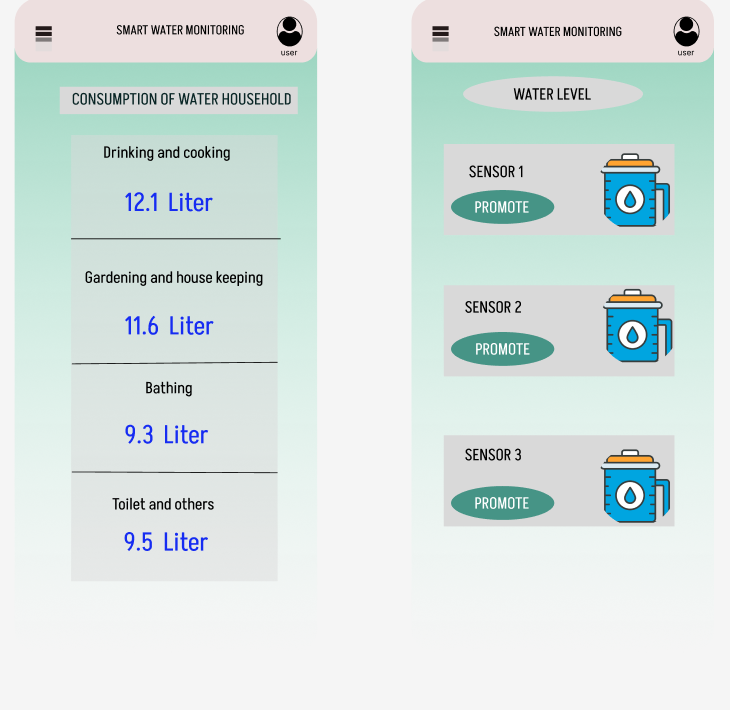 SMART WATER MONITORING
user
CONSUMPTION OF WATER HOUSEHOLD
Drinking and cooking
12.1 Liter
Gardening and house keeping
11.6 Liter
Bathing
9.3 Liter
Toilet and others
9.5 Liter
SMART WATER MONITORING
user
WATER LEVEL
SENSOR 1
PROMOTE
SENSOR 2
PROMOTE
SENSOR 3
PROMOTE